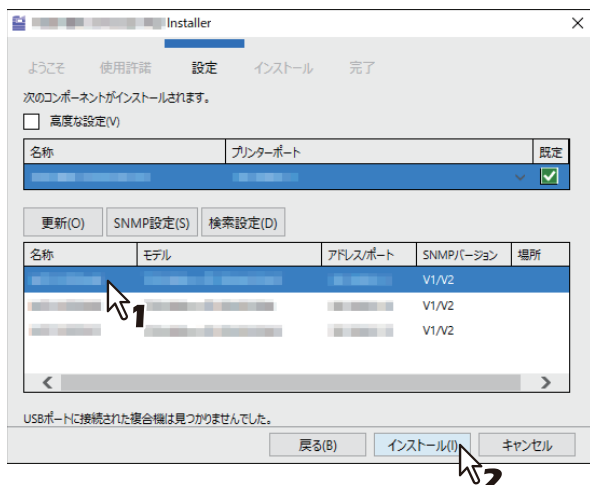 Installer
ようこそ 使用許諾 設定 インストール 完了
次のコンポーネントがインストールされます。
高度な設定(V)
名称 プリンターポート 既定
更新(O) SNMP設定(S) 検索設定(D)
名称 モデル アドレス/ポート SNMPバージョン 場所
V1/V2
1
V1/V2
V1/V2
USBポートに接続された複合機は見つかりませんでした。
戻る(B) インストール(I) キャンセル
2